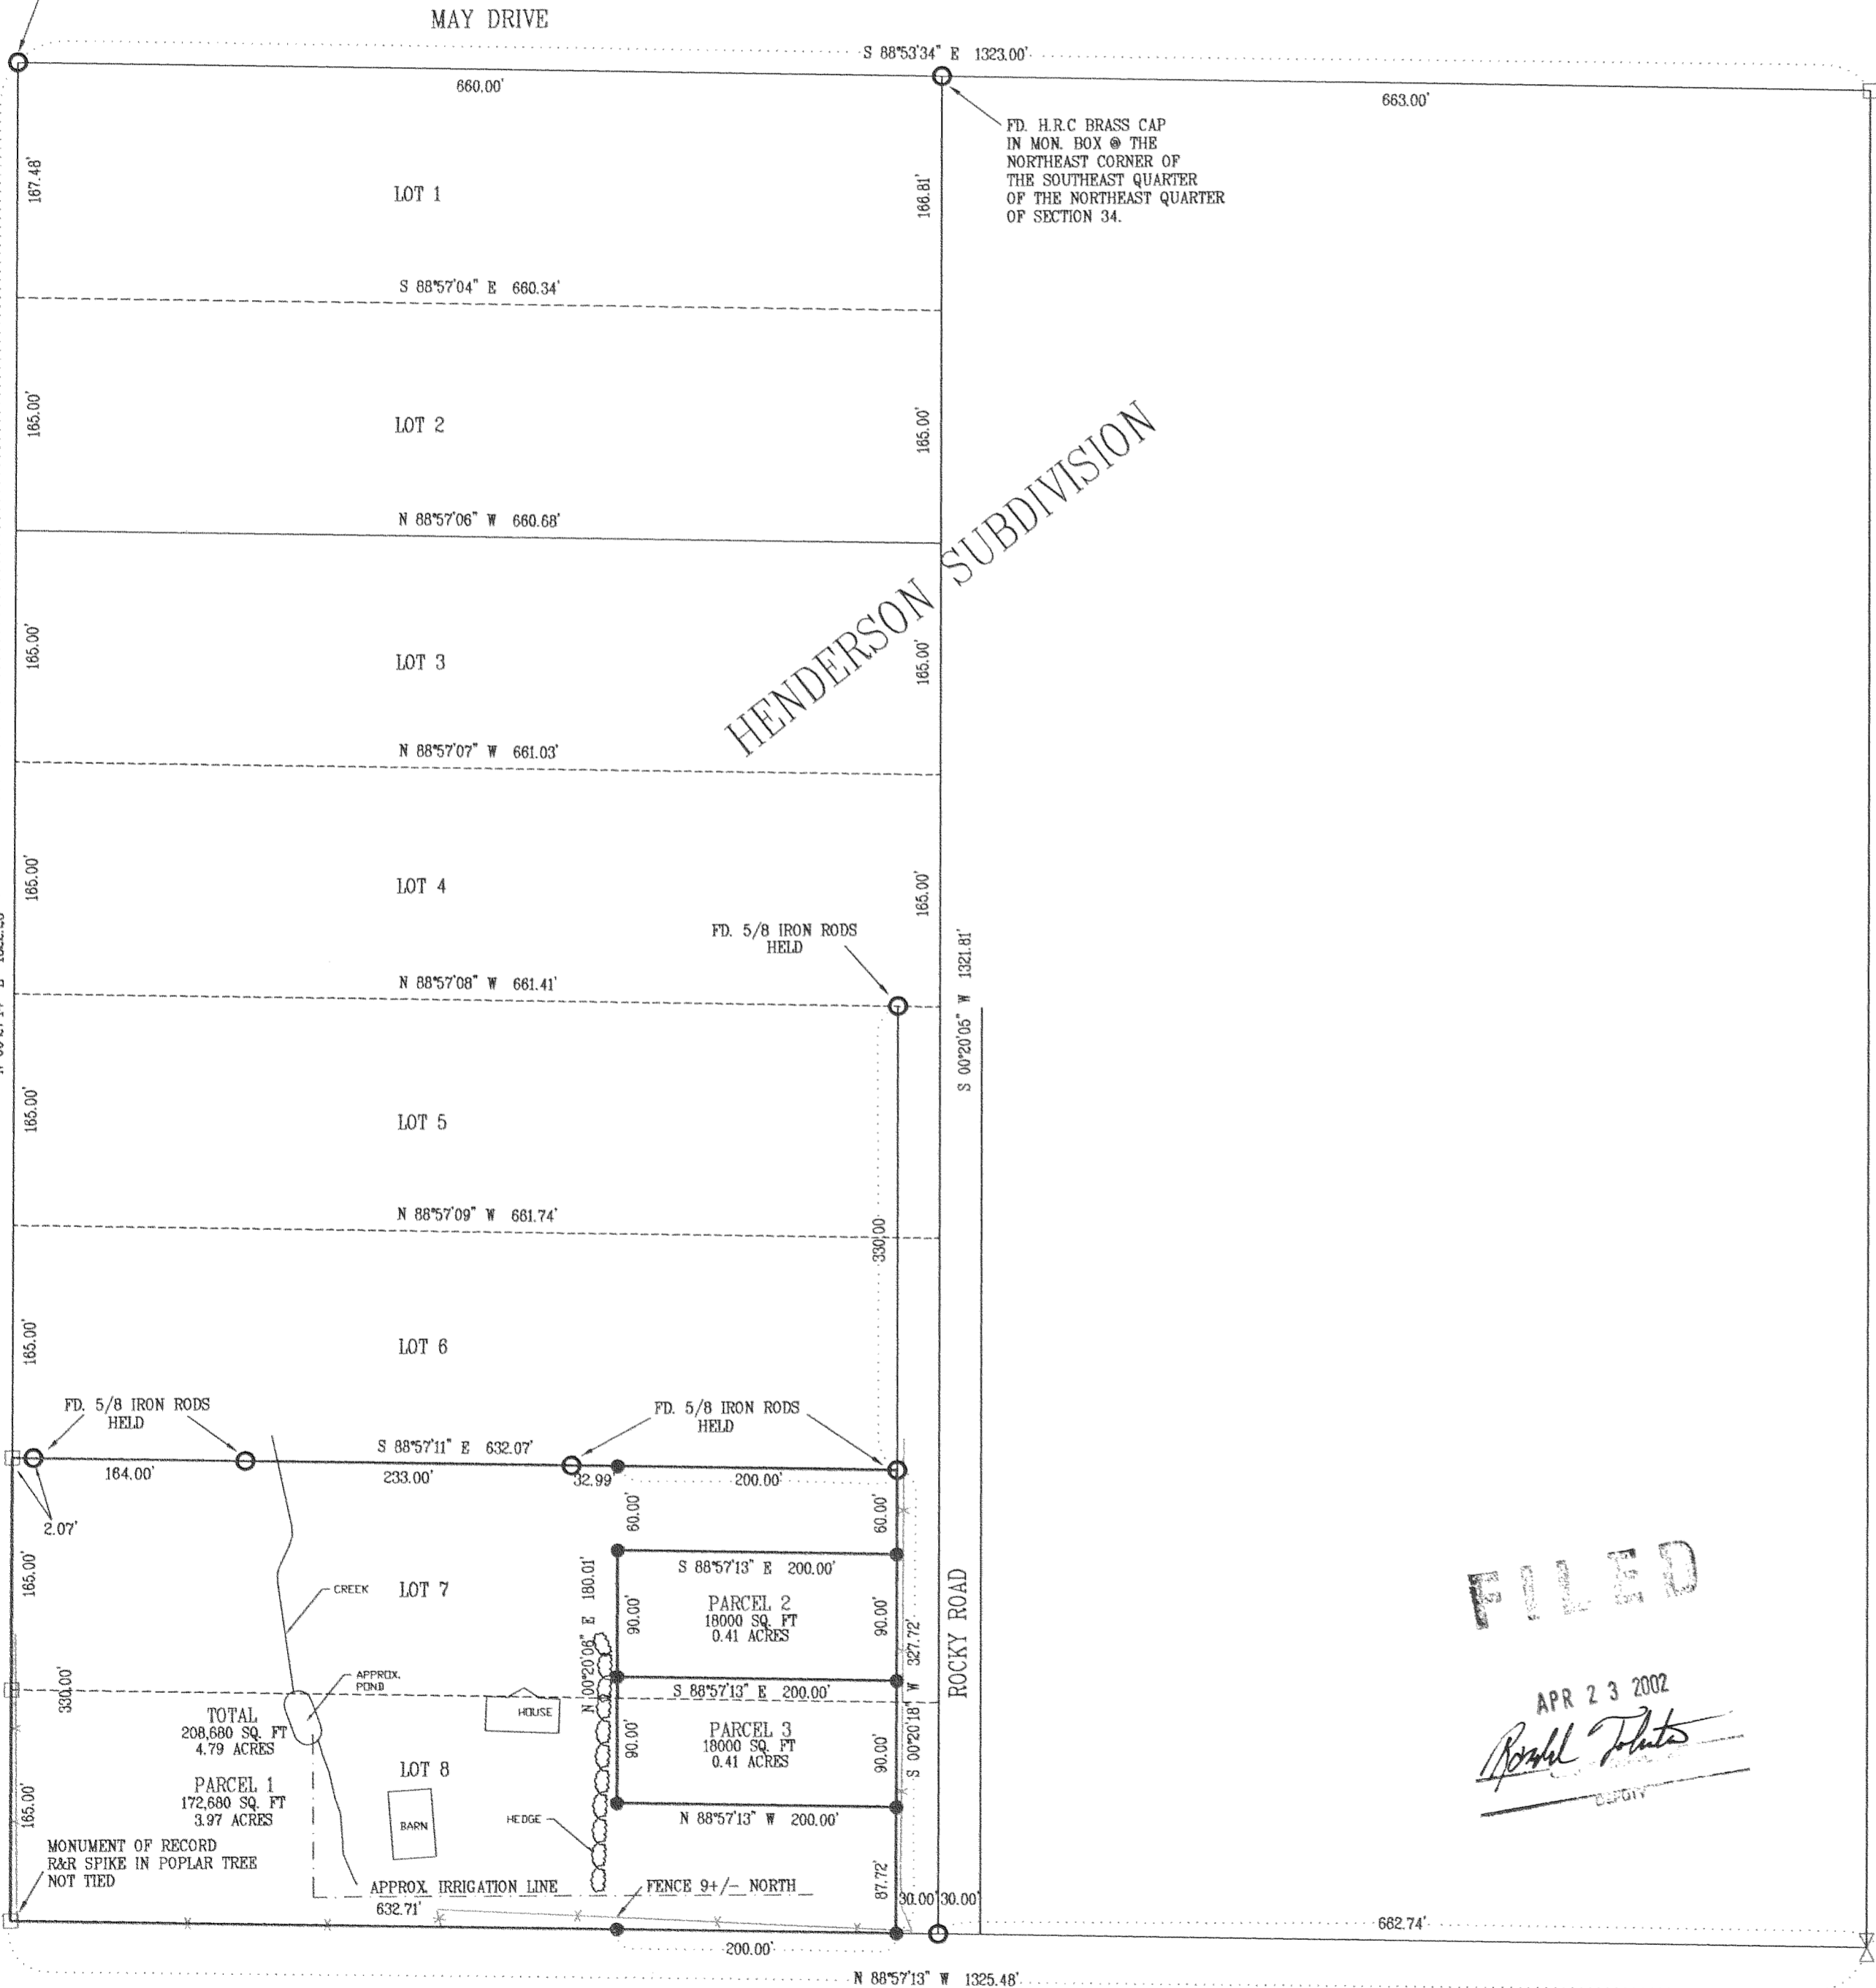 MAY DRIVE
S 88°53'34" E 1323.00'
660.00'
663.00'
FD. H.R.C BRASS CAP
IN MON. BOX @ THE
NORTHEAST CORNER OF
THE SOUTHEAST QUARTER
OF THE NORTHEAST QUARTER
OF SECTION 34.
167.48'
LOT 1
166.81'
S 88°57'04" E 660.34'
165.00'
LOT 2
165.00'
N 88°57'06" W 660.68'
HENDERSON SUBDIVISION
165.00'
LOT 3
165.00'
N 88°57'07" W 661.03'
165.00'
LOT 4
165.00'
FD. 5/8 IRON RODS
HELD
N 88°57'08" W 661.41'
S 00°20'05" W 1321.81'
165.00'
LOT 5
N 88°57'09" W 661.74'
330.00
165.00'
LOT 6
FD. 5/8 IRON RODS
HELD
FD. 5/8 IRON RODS
HELD
S 88°57'11" E 632.07'
164.00'
233.00'
32.99'
200.00'
2.07'
60.00'
60.00'
165.00'
CREEK
LOT 7
N 00°20'06" E 180.01'
S 88°57'13" E 200.00'
90.00'
PARCEL 2
18000 SQ. FT
0.41 ACRES
90.00'
S 00°20'18" W 327.72'
ROCKY ROAD
FILED
APR 23 2002
DEPUTY
330.00'
APPROX.
POND
S 88°57'13" E 200.00'
TOTAL
208,680 SQ. FT
4.79 ACRES
HOUSE
90.00'
PARCEL 3
18000 SQ. FT
0.41 ACRES
90.00'
LOT 8
PARCEL 1
172,680 SQ. FT
3.97 ACRES
165.00'
BARN
HEDGE
N 88°57'13" W 200.00'
MONUMENT OF RECORD
R&R SPIKE IN POPLAR TREE
NOT TIED
APPROX. IRRIGATION LINE
FENCE 9+/- NORTH
87.72'
30.00'
30.00'
632.71'
662.74'
200.00'
N 88°57'13" W 1325.48'